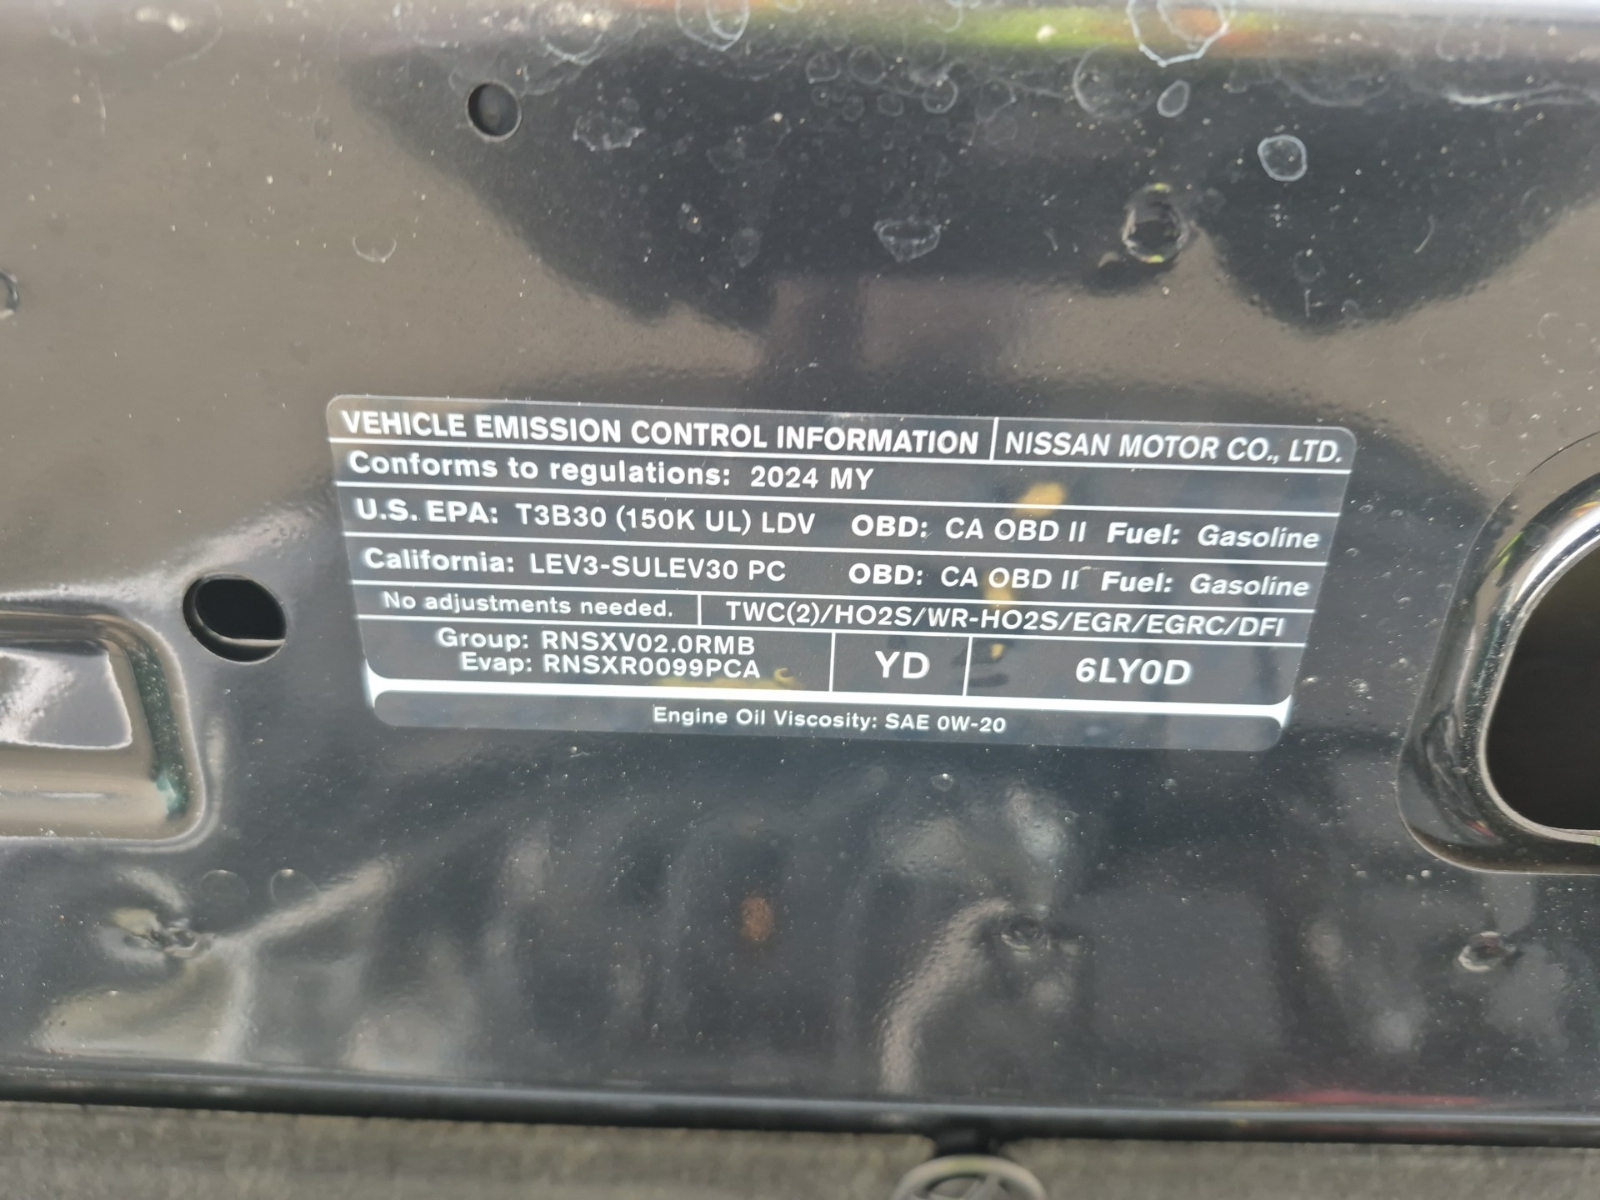 VEHICLE EMISSION CONTROL INFORMATION NISSAN MOTOR CO., LTD.
Conforms to regulations: 2024 MY
U.S. EPA: T3B30 (150K UL) LDV OBD: CA OBD II Fuel: Gasoline
California: LEV3-SULEV30 PC OBD: CA OBD II Fuel: Gasoline
No adjustments needed. TWC(2)/HO2S/WR-HO2S/EGR/EGRC/DFI
Group: RNSXV02.0RMB
Evap: RNSXR0099PCA
YD
6LY0D
Engine Oil Viscosity: SAE 0W-20